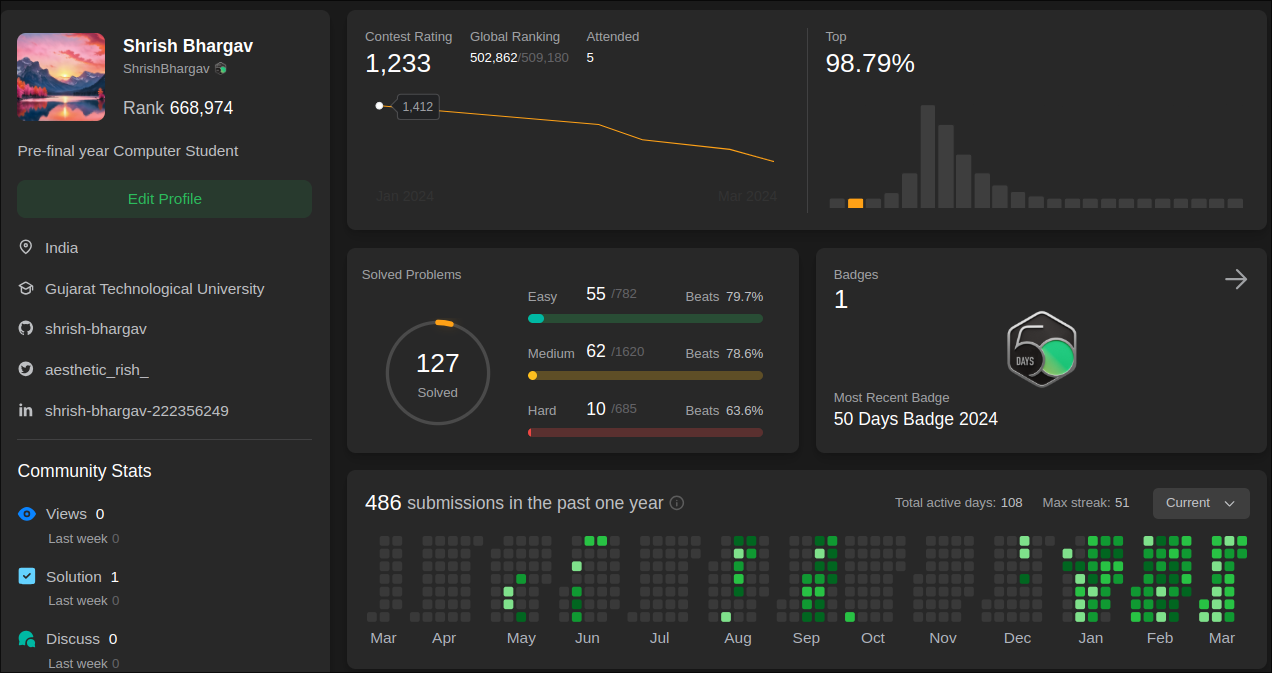 Shrish Bhargav
ShrishBhargav
Rank 668,974
Pre-final year Computer Student
Edit Profile
India
Gujarat Technological University
shrish-bhargav
aesthetic_rish_
shrish-bhargav-222356249
Community Stats
Views 0
Last week 0
Solution 1
Last week 0
Discuss 0
Last week 0
Contest Rating Global Ranking Attended
1,233 502,862/509,180 5
1,412
Jan 2024 Mar 2024
Top
98.79%
Solved Problems
127
Solved
Easy 55 /782 Beats 79.7%
Medium 62 /1620 Beats 78.6%
Hard 10 /685 Beats 63.6%
Badges
1
5
DAYS
Most Recent Badge
50 Days Badge 2024
486 submissions in the past one year Total active days: 108 Max streak: 51 Current
Mar Apr May Jun Jul Aug Sep Oct Nov Dec Jan Feb Mar